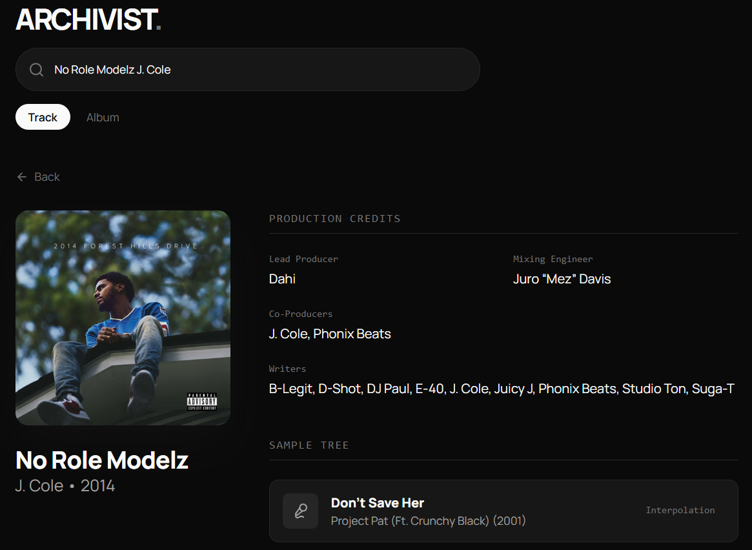 ARCHIVIST.
No Role Modelz J. Cole
Track
Album
← Back
2014 FOREST HILLS DRIVE
PARENTAL
ADVISORY
EXPLICIT CONTENT
No Role Modelz
J. Cole • 2014
PRODUCTION CREDITS
Lead Producer
Dahi
Mixing Engineer
Juro “Mez” Davis
Co-Producers
J. Cole, Phonix Beats
Writers
B-Legit, D-Shot, DJ Paul, E-40, J. Cole, Juicy J, Phonix Beats, Studio Ton, Suga-T
SAMPLE TREE
Don’t Save Her
Project Pat (Ft. Crunchy Black) (2001)
Interpolation